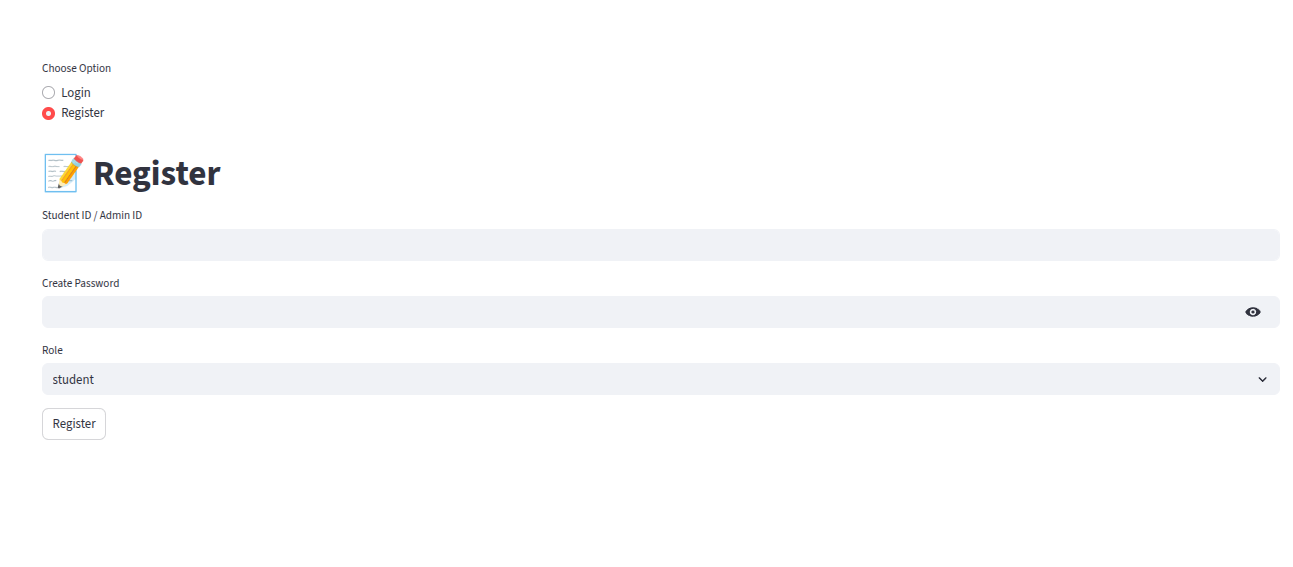 Choose Option
Login
Register
Register
Student ID / Admin ID
Create Password
Role
student
Register